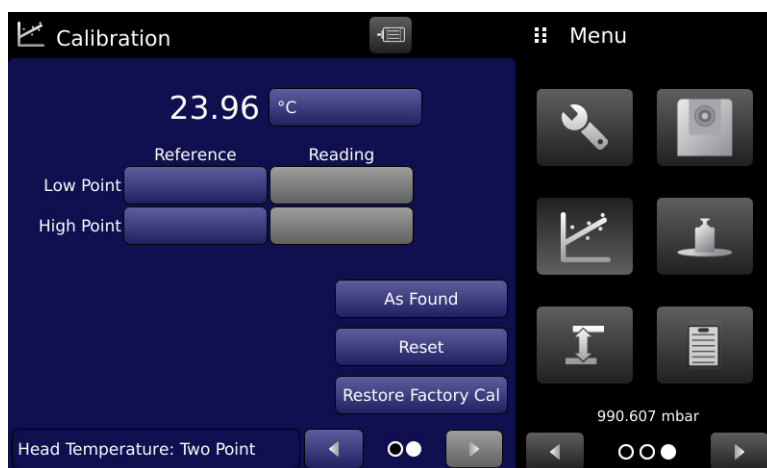 Calibration
Menu
23.96 °C
Reference Reading
Low Point
High Point
As Found
Reset
Restore Factory Cal
990.607 mbar
Head Temperature: Two Point